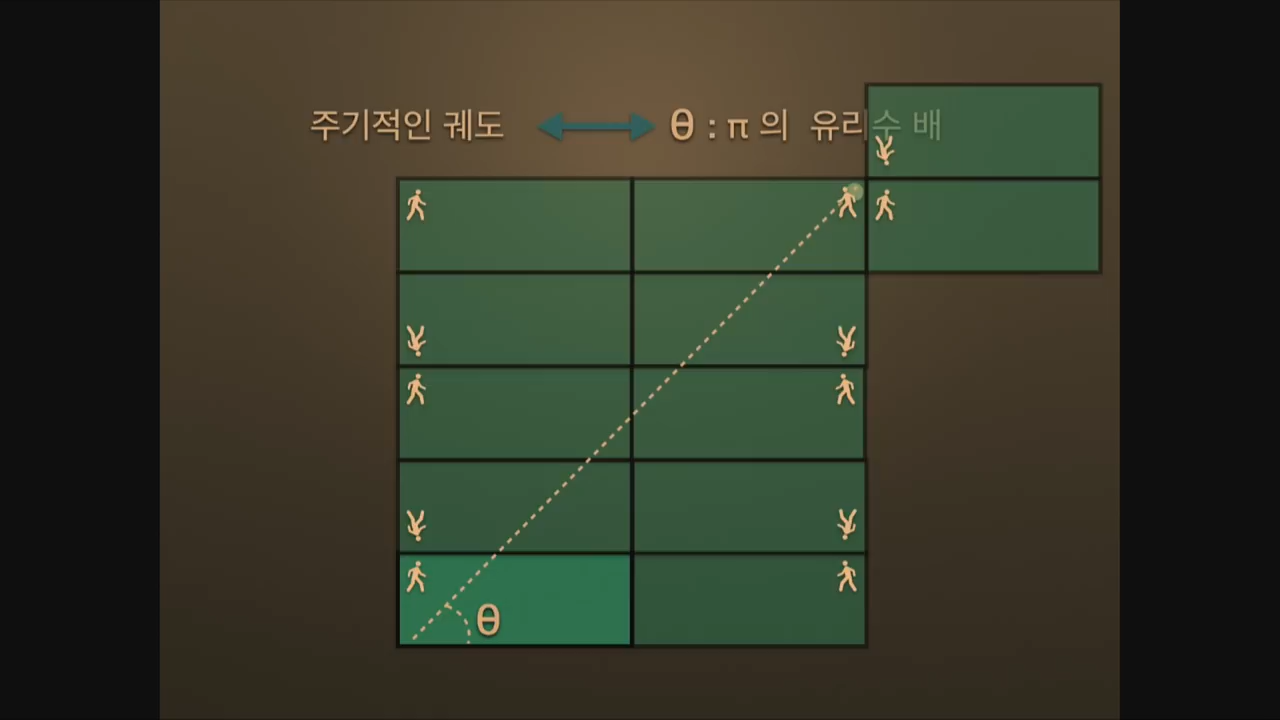 주기적인 궤도 θ : π 의 유리수 배
θ